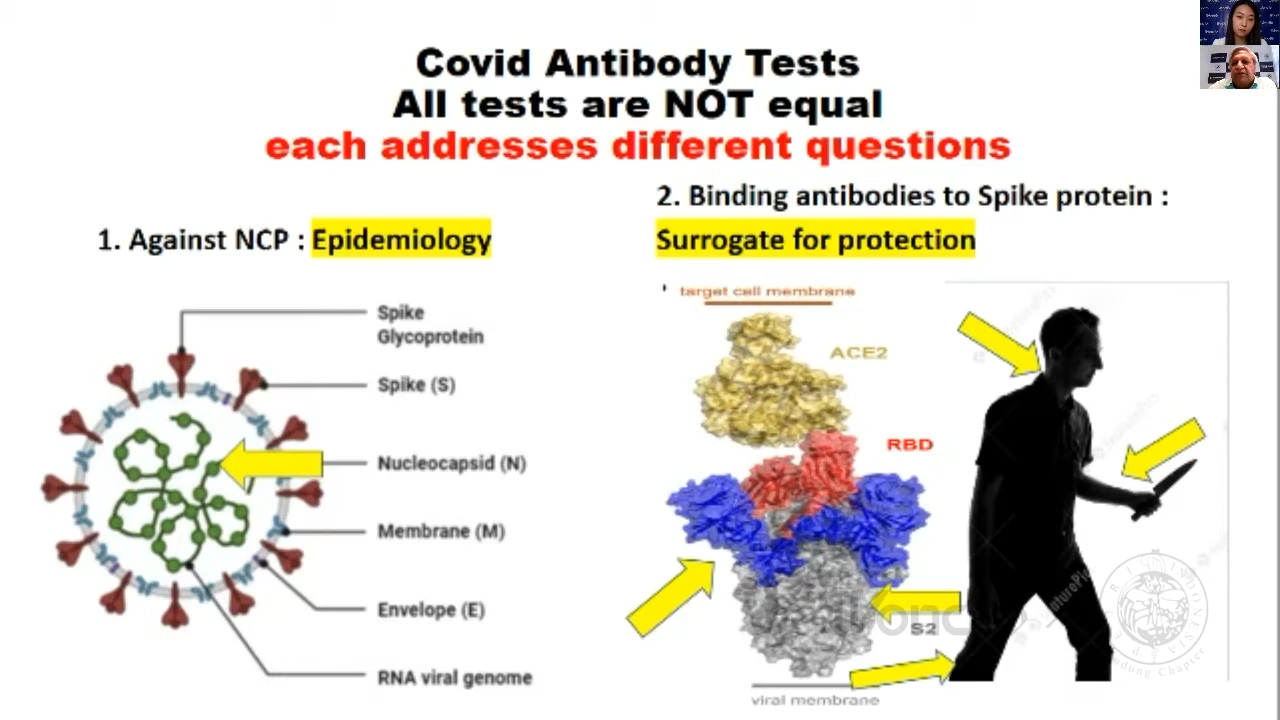 Covid Antibody Tests
All tests are NOT equal
each addresses different questions
1. Against NCP : Epidemiology
2. Binding antibodies to Spike protein :
Surrogate for protection
Spike
Glycoprotein
Spike (S)
Nucleocapsid (N)
Membrane (M)
Envelope (E)
RNA viral genome
target cell membrane
ACE2
RBD
S2
viral membrane
Chapter